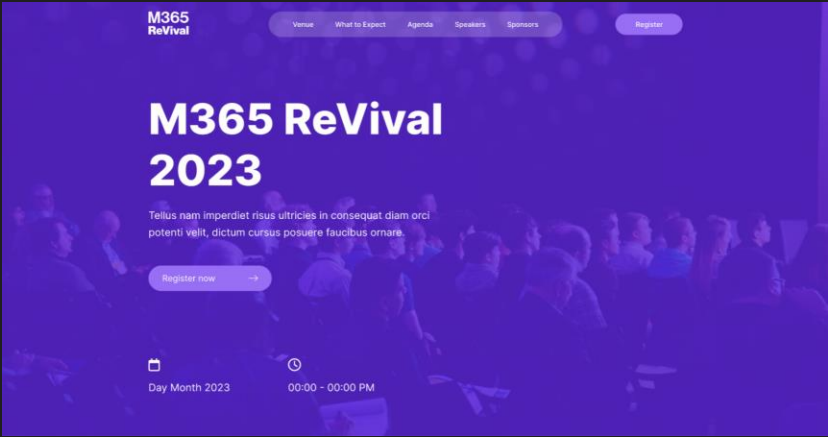 M365
ReVival
Venue What to Expect Agenda Speakers Sponsors
Register
M365 ReVival
2023
Tellus nam imperdiet risus ultricies in consequat diam orci
potenti velit, dictum cursus posuere faucibus ornare.
Register now
Day Month 2023
00:00 - 00:00 PM